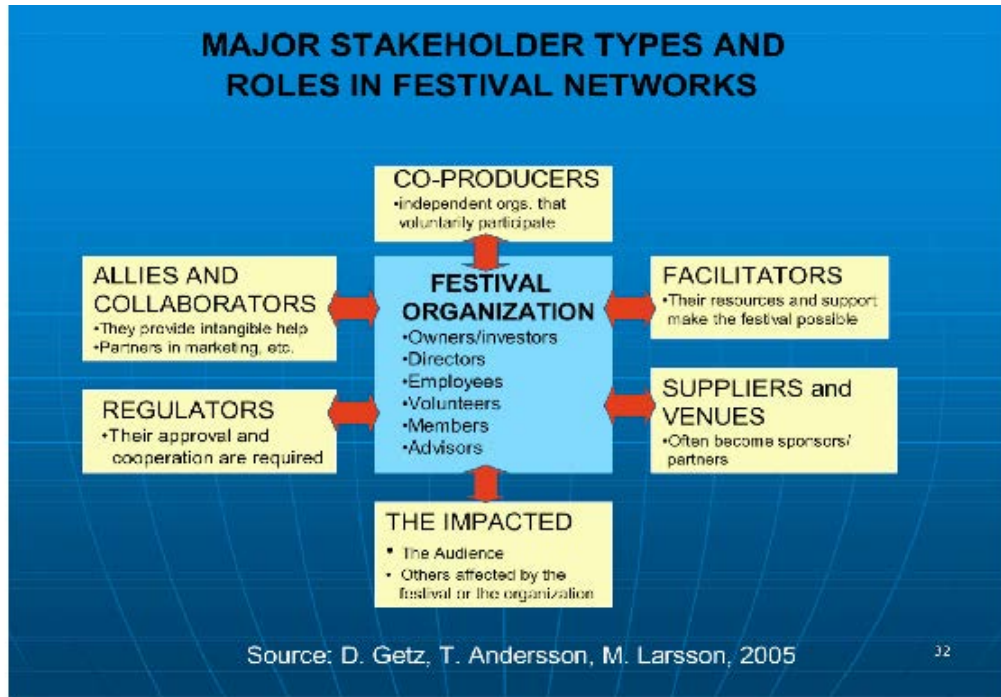 MAJOR STAKEHOLDER TYPES AND
ROLES IN FESTIVAL NETWORKS
CO-PRODUCERS
•independent orgs. that
voluntarily participate
ALLIES AND
COLLABORATORS
•They provide intangible help
•Partners in marketing, etc.
FESTIVAL
ORGANIZATION
•Owners/investors
•Directors
•Employees
•Volunteers
•Members
•Advisors
FACILITATORS
•Their resources and support
make the festival possible
REGULATORS
•Their approval and
cooperation are required
SUPPLIERS and
VENUES
•Often become sponsors/
partners
THE IMPACTED
• The Audience
• Others affected by the
festival or the organization
Source: D. Getz, T. Andersson, M. Larsson, 2005
32